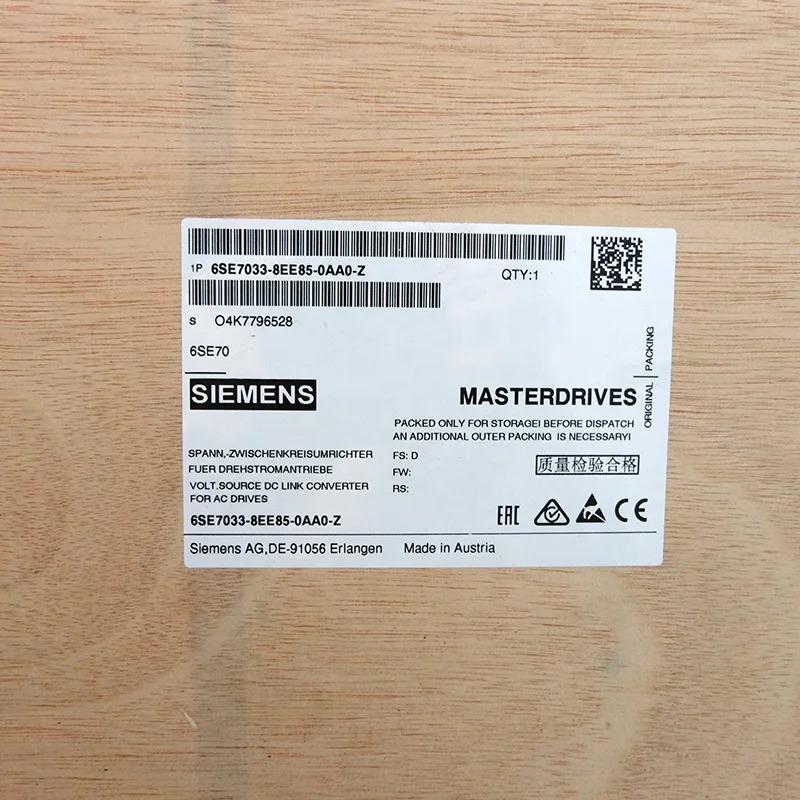 1P 6SE7033-8EE85-0AA0-Z
QTY:1
S O4K7796528
6SE70
SIEMENS
MASTERDRIVES
ORIGINAL PACKING
PACKED ONLY FOR STORAGEI BEFORE DISPATCH
AN ADDITIONAL OUTER PACKING IS NECESSARYI
SPANN,-ZWISCHENKREISUMRICHTER
FUER DREHSTROMANTRIEBE
VOLT.SOURCE DC LINK CONVERTER
FOR AC DRIVES
FS: D
FW:
RS:
质量检验合格
6SE7033-8EE85-0AA0-Z
EAC CE
Siemens AG,DE-91056 Erlangen Made in Austria